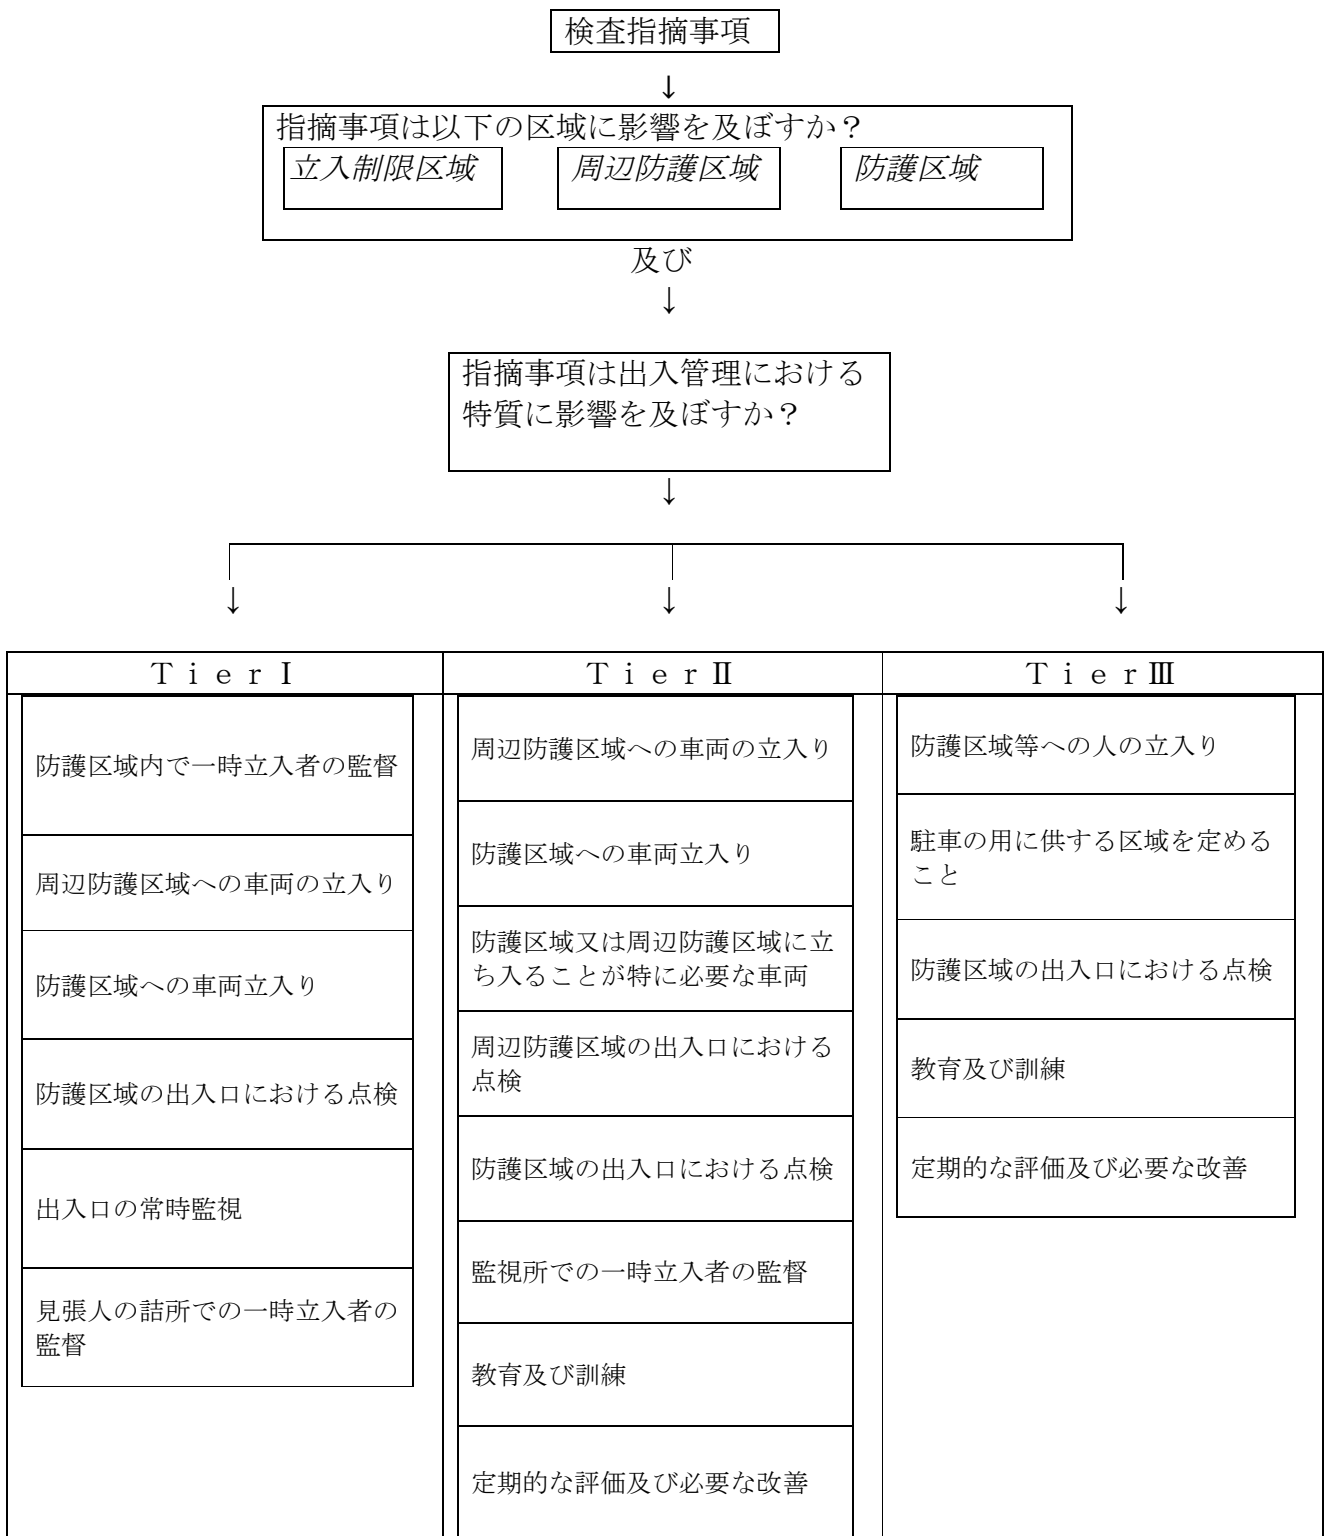 検査指摘事項
↓
指摘事項は以下の区域に影響を及ぼすか？
立入制限区域
周辺防護区域
防護区域
及び
↓
指摘事項は出入管理における
特質に影響を及ぼすか？
↓
↓ ↓ ↓
ＴｉｅｒⅠ
防護区域内で一時立入者の監督
周辺防護区域への車両の立入り
防護区域への車両立入り
防護区域の出入口における点検
出入口の常時監視
見張人の詰所での一時立入者の
監督
ＴｉｅｒⅡ
周辺防護区域への車両の立入り
防護区域への車両立入り
防護区域又は周辺防護区域に立
ち入ることが特に必要な車両
周辺防護区域の出入口における
点検
防護区域の出入口における点検
監視所での一時立入者の監督
教育及び訓練
定期的な評価及び必要な改善
ＴｉｅｒⅢ
防護区域等への人の立入り
駐車の用に供する区域を定める
こと
防護区域の出入口における点検
教育及び訓練
定期的な評価及び必要な改善